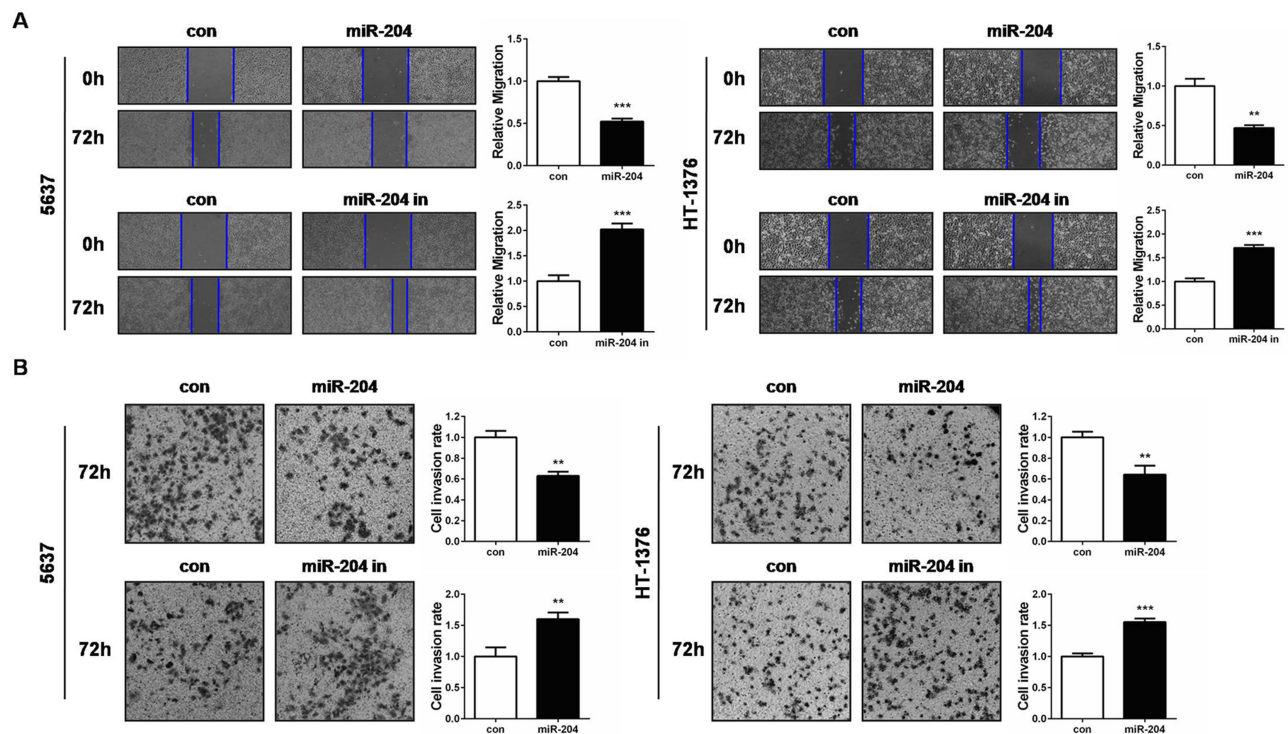 A
con miR-204 con miR-204
5637
0h
72h
Relative Migration
1.5
1.0
0.5
0.0
***
con miR-204
HT-1376
0h
72h
Relative Migration
1.5
1.0
0.5
0.0
**
con miR-204
con miR-204 in con miR-204 in
0h
72h
Relative Migration
2.5
2.0
1.5
1.0
0.5
0.0
***
con miR-204 in
0h
72h
Relative Migration
2.5
2.0
1.5
1.0
0.5
0.0
***
con miR-204 in
B
con miR-204 con miR-204
5637
72h
Cell invasion rate
1.2
1.0
0.8
0.6
0.4
0.2
0.0
**
con miR-204
HT-1376
72h
Cell invasion rate
1.2
1.0
0.8
0.6
0.4
0.2
0.0
**
con miR-204
con miR-204 in con miR-204 in
72h
Cell invasion rate
2.0
1.5
1.0
0.5
0.0
**
con miR-204
72h
Cell invasion rate
2.0
1.5
1.0
0.5
0.0
***
con miR-204